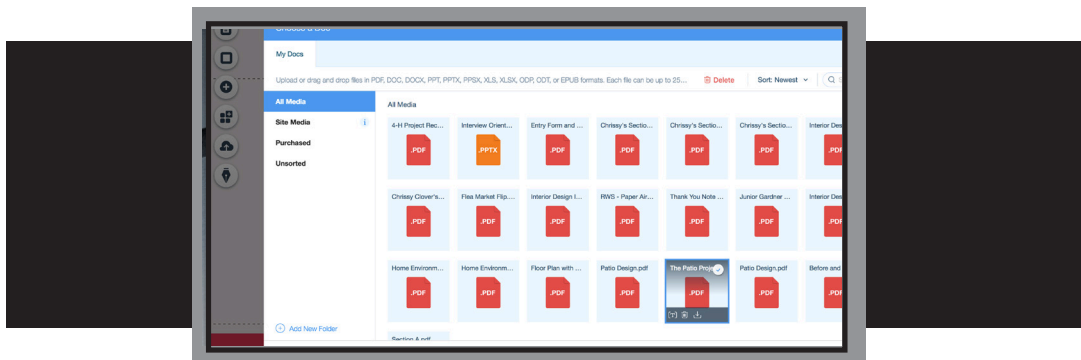 Choose a Doc
My Docs
Upload or drag and drop files in PDF, DOC, DOCX, PPT, PPTX, PPSX, XLS, XLSX, ODP, ODT, or EPUB formats. Each file can be up to 25... Delete Sort: Newest
All Media
Site Media
Purchased
Unsorted
Add New Folder
All Media
4-H Project Rec... Interview Orient... Entry Form and ... Chrissy's Sectio... Chrissy's Sectio... Chrissy's Sectio... Interior Des
.PDF .PPTX .PDF .PDF .PDF .PDF .PDF
Chrissy Clover's... Flea Market Flip.... Interior Design I... RWS - Paper Air... Thank You Note ... Junior Gardner ... Interior Des
.PDF .PDF .PDF .PDF .PDF .PDF .PDF
Home Environm... Home Environm... Floor Plan with ... Patio Design.pdf The Patio Proje Patio Design.pdf Before and
.PDF .PDF .PDF .PDF .PDF .PDF .PDF
Section A.pdf